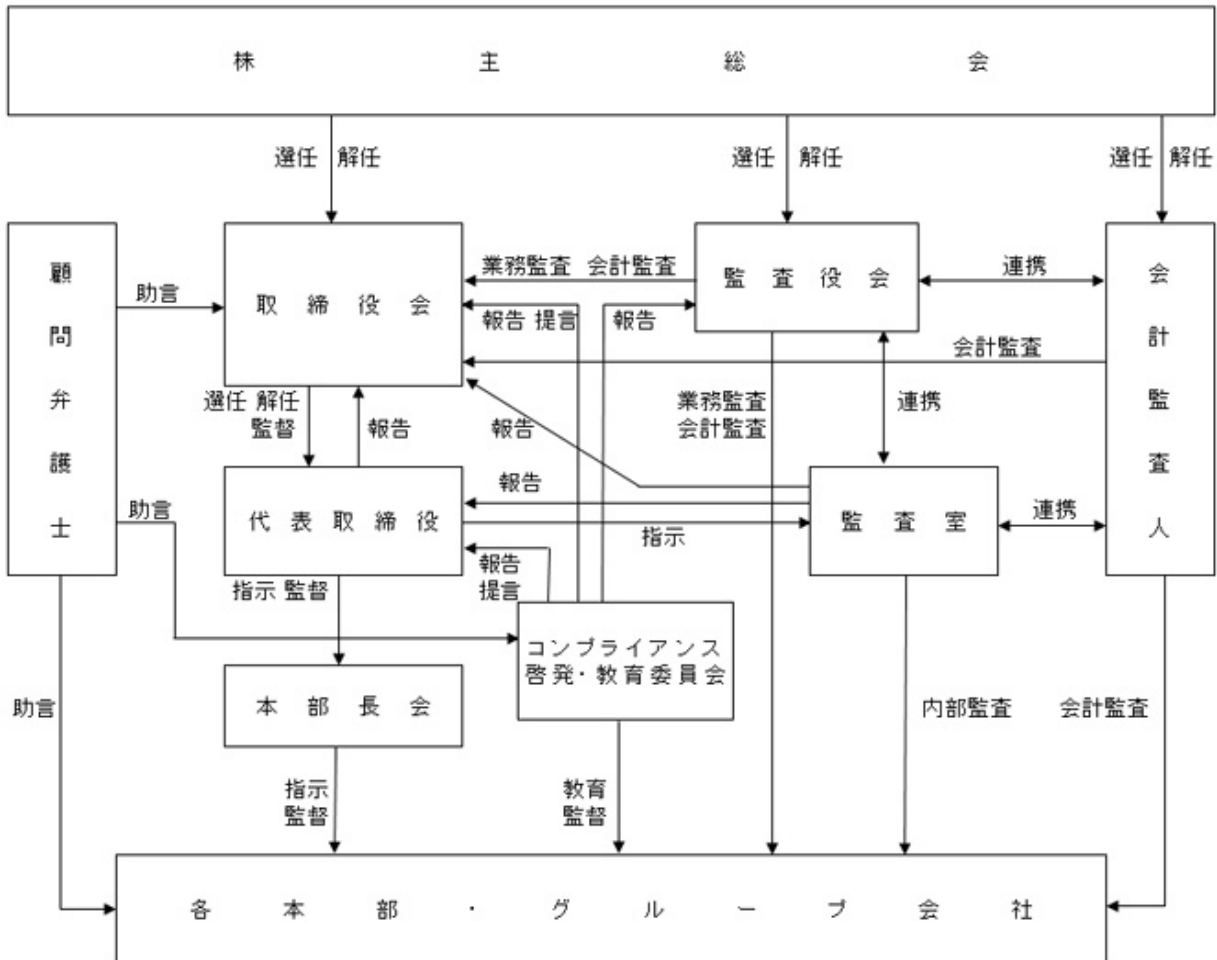 株主総会
選任 解任
選任 解任
選任 解任
顧問弁護士
助言
取締役会
業務監査 会計監査
監査役会
連携
会計監査人
報告 提言
報告
会計監査
選任 解任
監督
報告
報告
業務監査
会計監査
連携
助言
代表取締役
報告
指示
監査室
連携
報告
提言
指示 監督
コンプライアンス
啓発・教育委員会
本部長会
助言
内部監査
会計監査
指示
監督
教育
監督
各本部・グループ会社